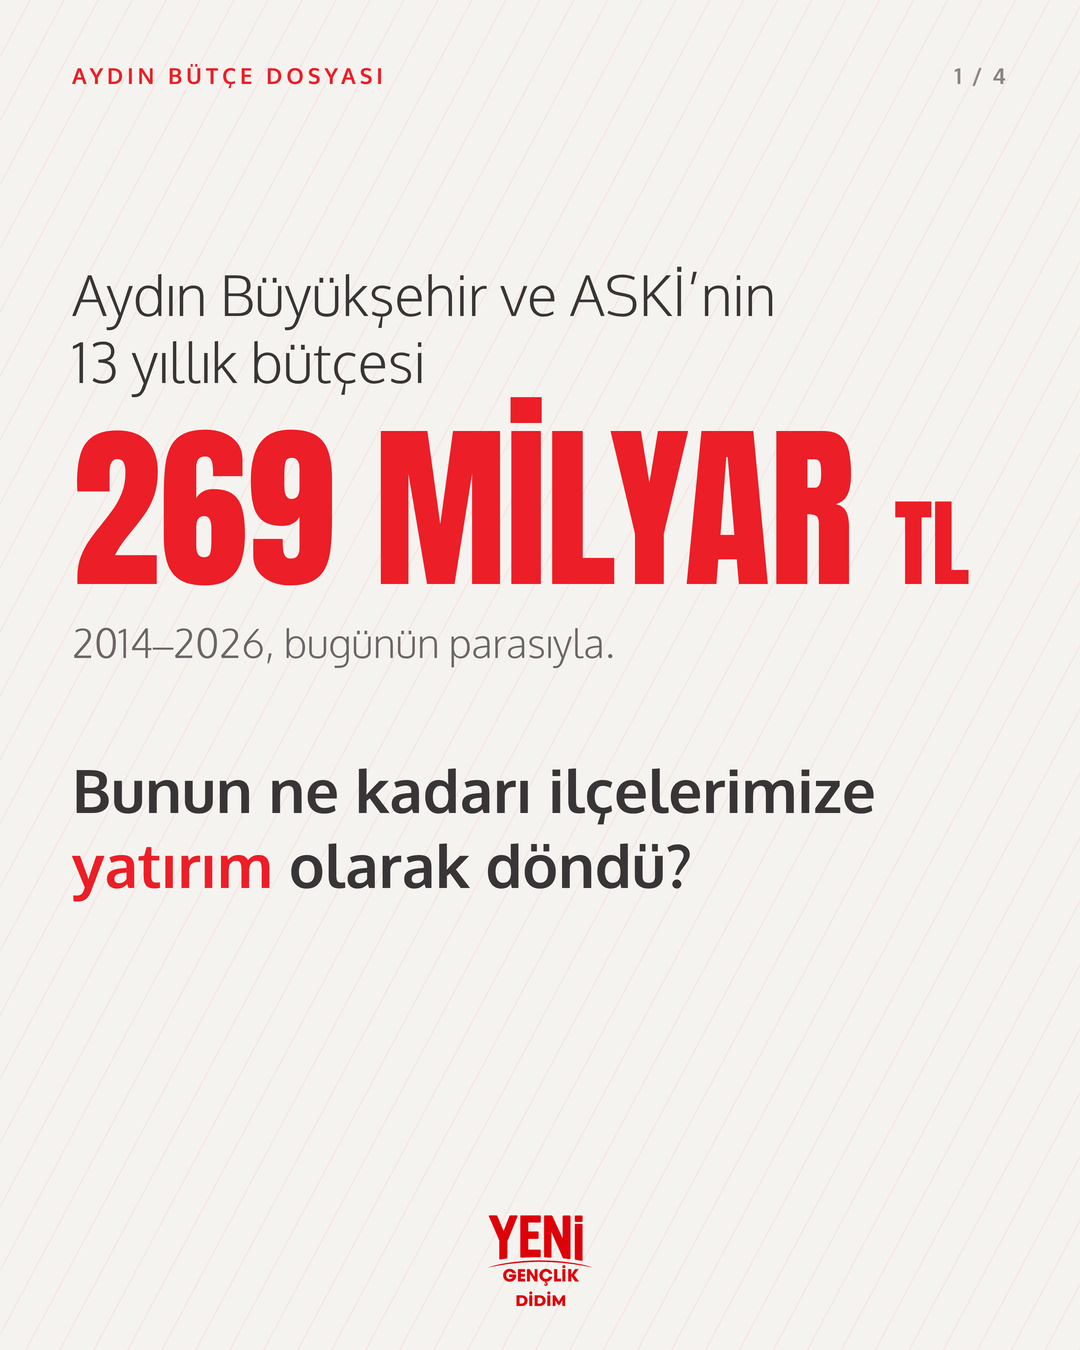 AYDIN BÜTÇE DOSYASI
1 / 4
Aydın Büyükşehir ve ASKİ’nin
13 yıllık bütçesi
269 MİLYAR TL
2014–2026, bugünün parasıyla.
Bunun ne kadarı ilçelerimize
yatırım olarak döndü?
YENİ
GENÇLİK
DİDİM